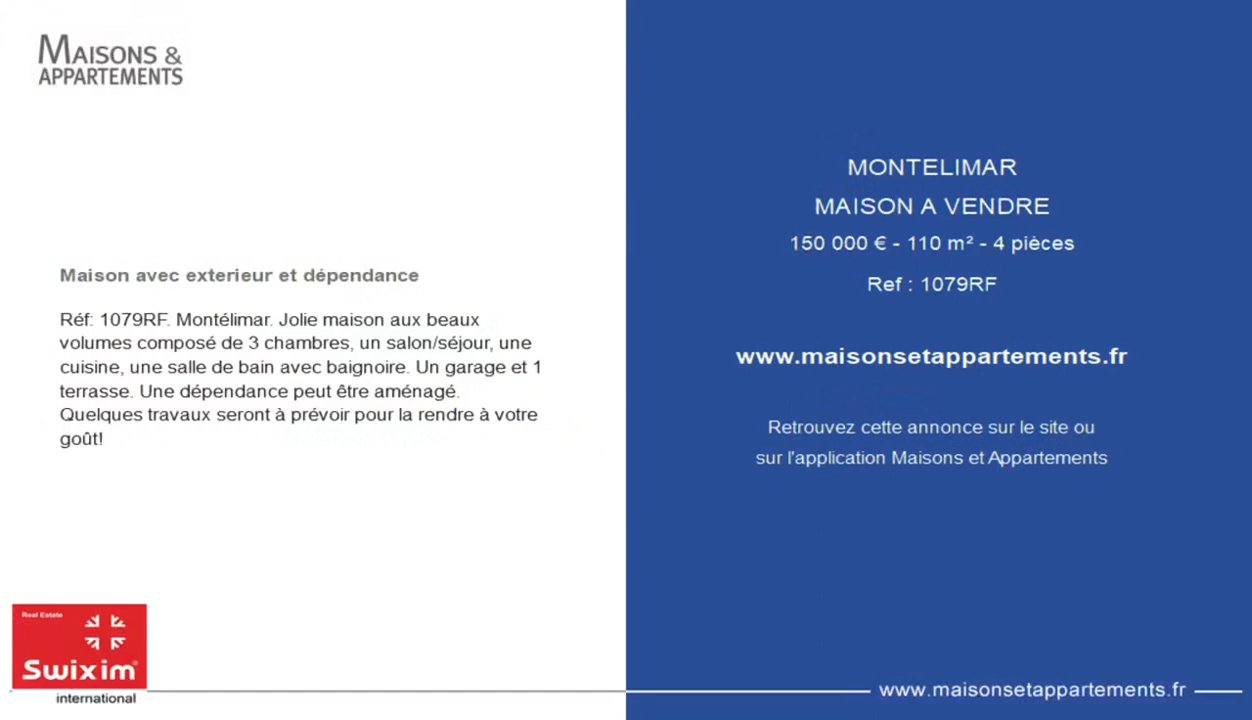 MAISONS &
APPARTEMENTS
Maison avec exterieur et dépendance
Réf: 1079RF. Montélimar. Jolie maison aux beaux
volumes composé de 3 chambres, un salon/séjour, une
cuisine, une salle de bain avec baignoire. Un garage et 1
terrasse. Une dépendance peut être aménagé.
Quelques travaux seront à prévoir pour la rendre à votre
goût!
MONTELIMAR
MAISON A VENDRE
150 000 € - 110 m² - 4 pièces
Ref : 1079RF
www.maisonsetappartements.fr
Retrouvez cette annonce sur le site ou
sur l'application Maisons et Appartements
Real Estate
Swixim
international
www.maisonsetappartements.fr